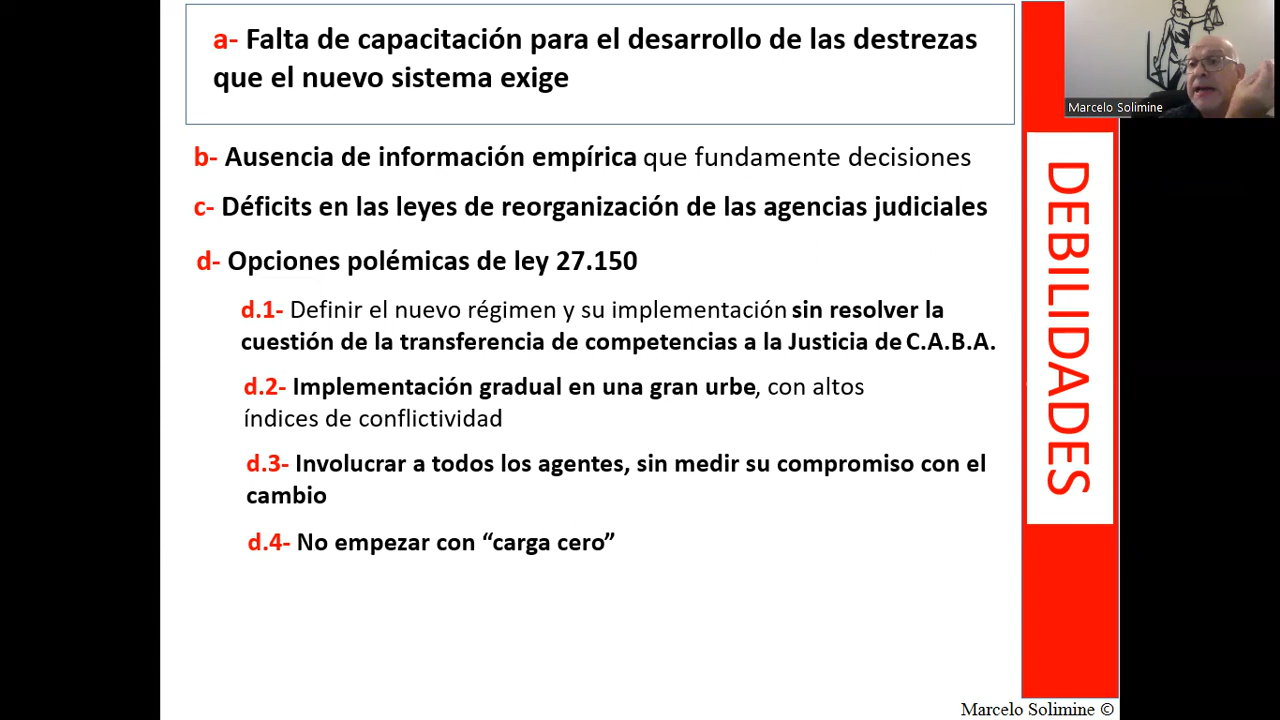 a- Falta de capacitación para el desarrollo de las destrezas
que el nuevo sistema exige
b- Ausencia de información empírica que fundamente decisiones
c- Déficits en las leyes de reorganización de las agencias judiciales
d- Opciones polémicas de ley 27.150
d.1- Definir el nuevo régimen y su implementación sin resolver la
cuestión de la transferencia de competencias a la Justicia de C.A.B.A.
d.2- Implementación gradual en una gran urbe, con altos
índices de conflictividad
d.3- Involucrar a todos los agentes, sin medir su compromiso con el
cambio
d.4- No empezar con “carga cero”
DEBILIDADES
Marcelo Solimine
Marcelo Solimine ©